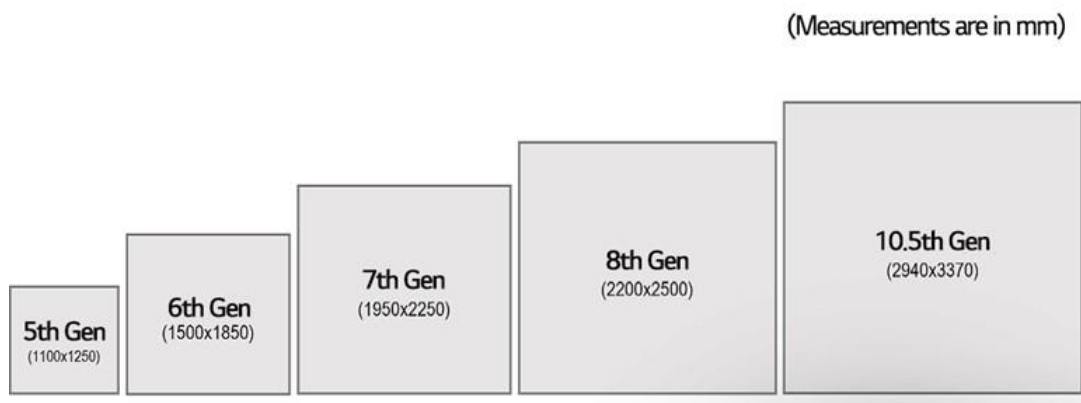 (Measurements are in mm)
5th Gen
(1100x1250)
6th Gen
(1500x1850)
7th Gen
(1950x2250)
8th Gen
(2200x2500)
10.5th Gen
(2940x3370)